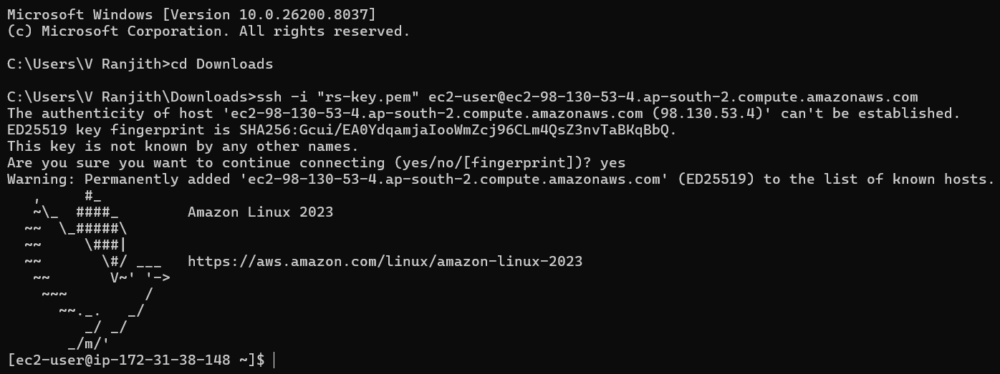 Microsoft Windows [Version 10.0.26200.8037]
(c) Microsoft Corporation. All rights reserved.

C:\Users\V Ranjith>cd Downloads

C:\Users\V Ranjith\Downloads>ssh -i "rs-key.pem" ec2-user@ec2-98-130-53-4.ap-south-2.compute.amazonaws.com
The authenticity of host 'ec2-98-130-53-4.ap-south-2.compute.amazonaws.com (98.130.53.4)' can't be established.
ED25519 key fingerprint is SHA256:Gcui/EA0YdqamjaIooWmZcj96CLm4QsZ3nvTaBKqBbQ.
This key is not known by any other names.
Are you sure you want to continue connecting (yes/no/[fingerprint])? yes
Warning: Permanently added 'ec2-98-130-53-4.ap-south-2.compute.amazonaws.com' (ED25519) to the list of known hosts.
   ,     #_
   ~\_  ####_        Amazon Linux 2023
  ~~  \_#####\
  ~~     \###|
  ~~       \#/ ___   https://aws.amazon.com/linux/amazon-linux-2023
   ~~       V~' '->
    ~~~         /
      ~~._.   _/
         _/ _/
       _/m/'
[ec2-user@ip-172-31-38-148 ~]$